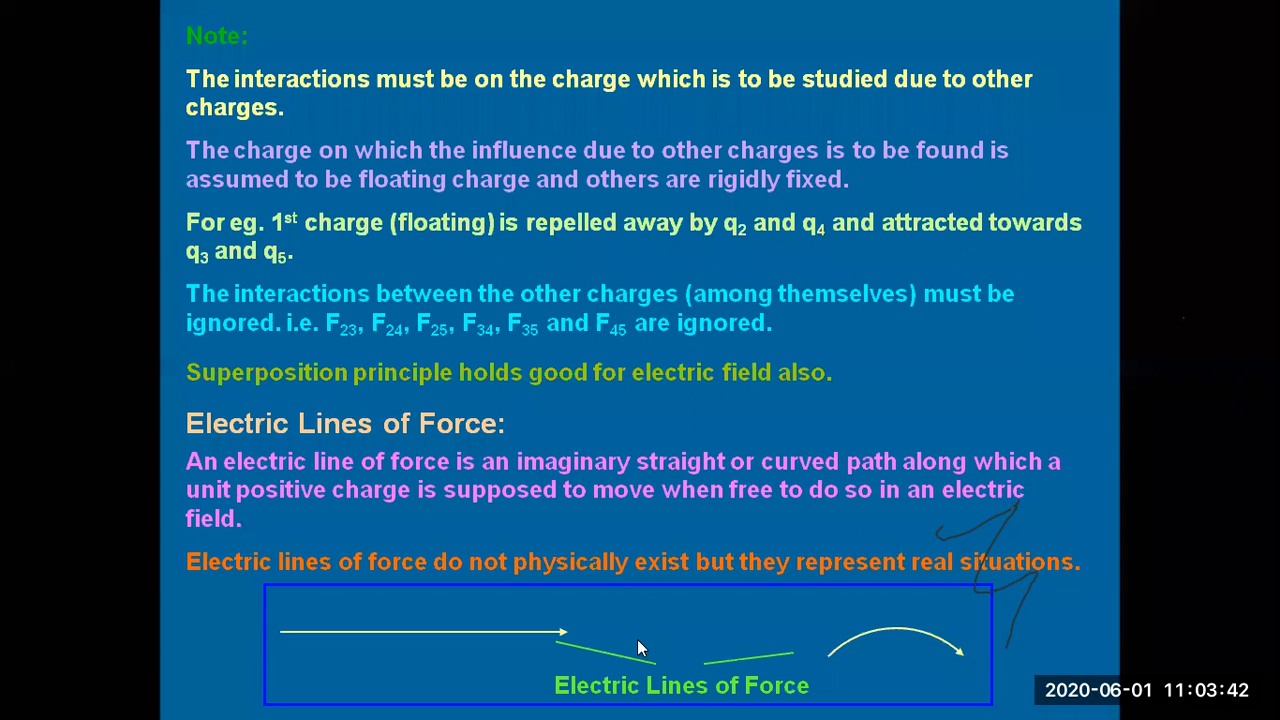 Note:
The interactions must be on the charge which is to be studied due to other
charges.
The charge on which the influence due to other charges is to be found is
assumed to be floating charge and others are rigidly fixed.
For eg. 1st charge (floating) is repelled away by q2 and q4 and attracted towards
q3 and q5.
The interactions between the other charges (among themselves) must be
ignored. i.e. F23, F24, F25, F34, F35 and F45 are ignored.
Superposition principle holds good for electric field also.
Electric Lines of Force:
An electric line of force is an imaginary straight or curved path along which a
unit positive charge is supposed to move when free to do so in an electric
field.
Electric lines of force do not physically exist but they represent real situations.
Electric Lines of Force
2020-06-01 11:03:42